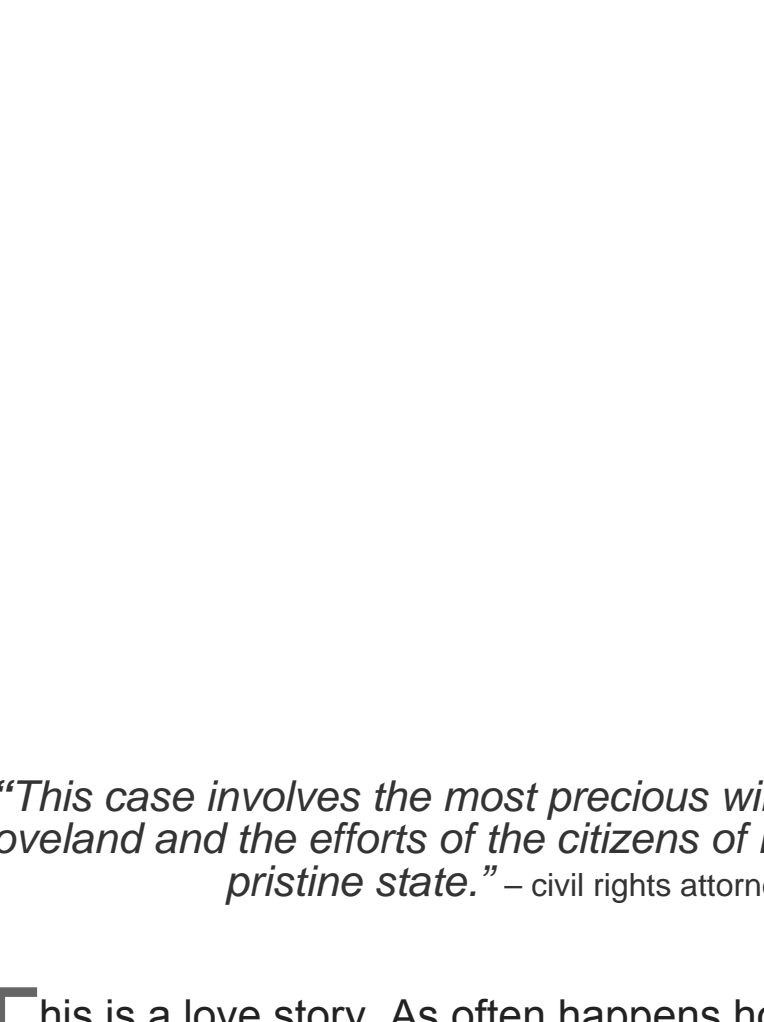 “This case involves the most precious
oveland and the efforts of the citizens of
pristine state.” – civil rights
This is a love story. As often happens